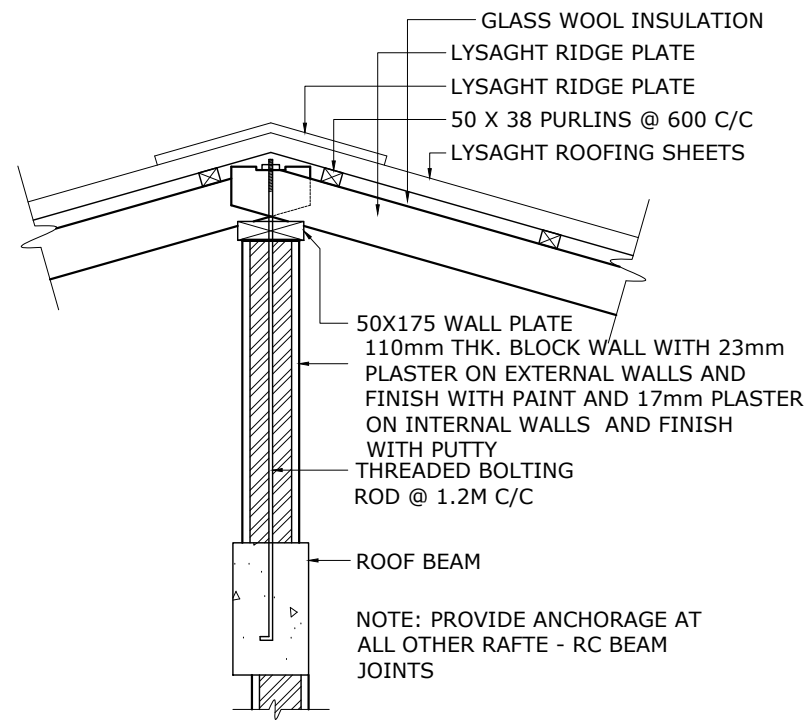 GLASS WOOL INSULATION
LYSAGHT RIDGE PLATE
LYSAGHT RIDGE PLATE
50 X 38 PURLINS @ 600 C/C
LYSAGHT ROOFING SHEETS
50X175 WALL PLATE
110mm THK. BLOCK WALL WITH 23mm
PLASTER ON EXTERNAL WALLS AND
FINISH WITH PAINT AND 17mm PLASTER
ON INTERNAL WALLS AND FINISH
WITH PUTTY
THREADED BOLTING
ROD @ 1.2M C/C
ROOF BEAM
NOTE: PROVIDE ANCHORAGE AT
ALL OTHER RAFTE - RC BEAM
JOINTS